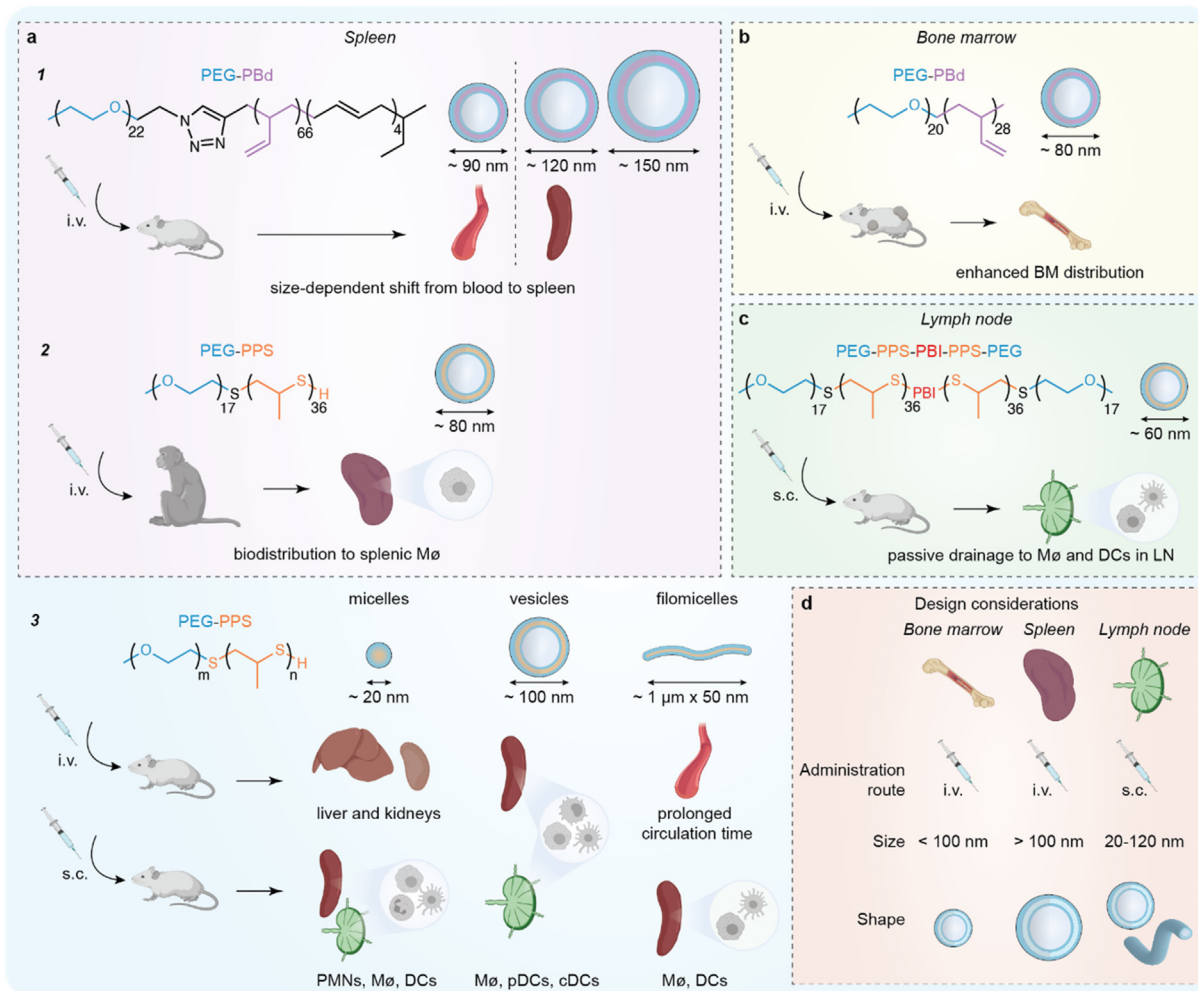 a
Spleen
1
PEG-PBd
O
22
N
N=N
66
4
~ 90 nm
~ 120 nm
~ 150 nm
i.v.
size-dependent shift from blood to spleen
2
PEG-PPS
O
17
S
S
36
H
~ 80 nm
i.v.
biodistribution to splenic Mø
b
Bone marrow
PEG-PBd
O
20
28
~ 80 nm
i.v.
enhanced BM distribution
c
Lymph node
PEG-PPS-PBI-PPS-PEG
O
17
S
S
36
PBI
S
36
S
O
17
~ 60 nm
s.c.
passive drainage to Mø and DCs in LN
3
PEG-PPS
O
m
S
S
n
H
micelles
vesicles
filomicelles
~ 20 nm
~ 100 nm
~ 1 µm x 50 nm
i.v.
liver and kidneys
prolonged
circulation time
s.c.
PMNs, Mø, DCs
Mø, pDCs, cDCs
Mø, DCs
d
Design considerations
Bone marrow
Spleen
Lymph node
Administration
route
i.v.
i.v.
s.c.
Size
< 100 nm
> 100 nm
20-120 nm
Shape